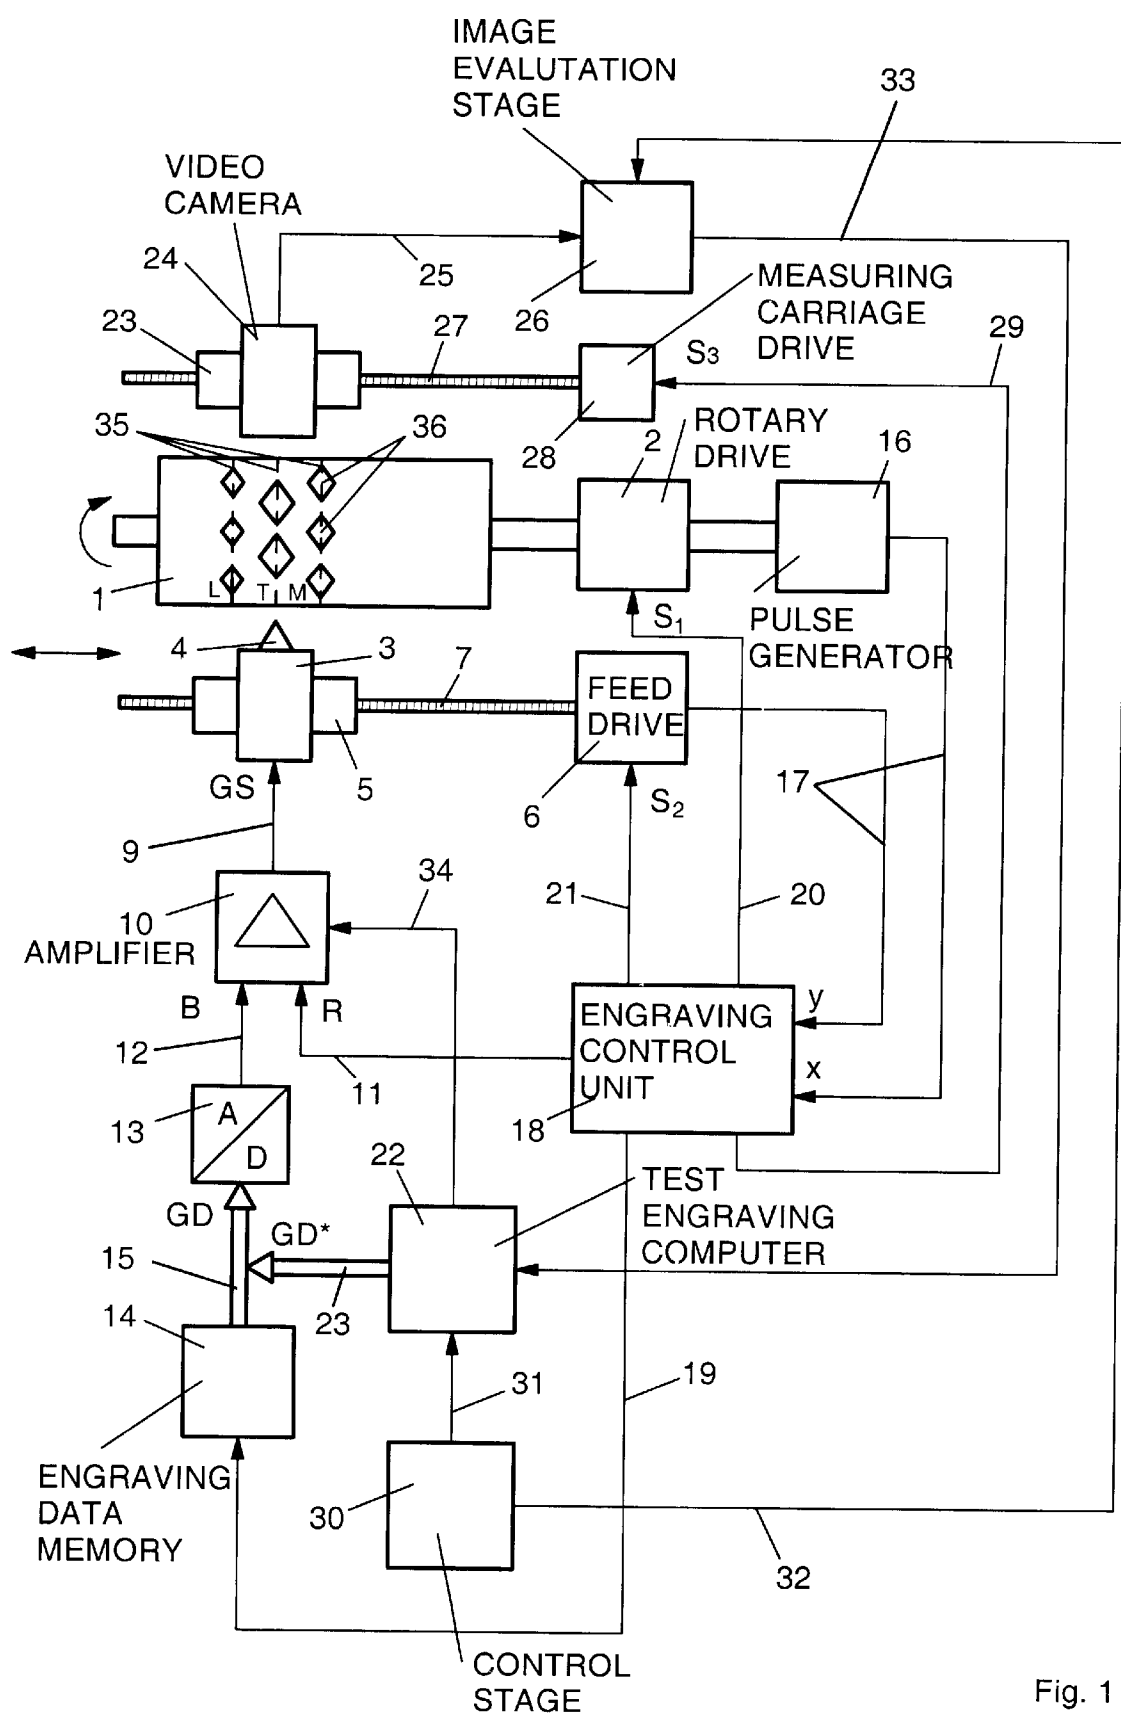 IMAGE
EVALUTATION
STAGE
33
VIDEO
CAMERA
24
25
26
MEASURING
CARRIAGE
DRIVE
29
23
27
S3
28
35
36
2
ROTARY
DRIVE
16
L T M
1
S1
PULSE
GENERATOR
4
3
7
FEED
DRIVE
17
GS
5
6
S2
9
34
21
20
10
AMPLIFIER
B
R
y
ENGRAVING
CONTROL
UNIT
x
12
11
18
13
A
D
22
TEST
ENGRAVING
COMPUTER
GD
GD*
15
23
14
31
19
ENGRAVING
DATA
MEMORY
30
32
CONTROL
STAGE
Fig. 1